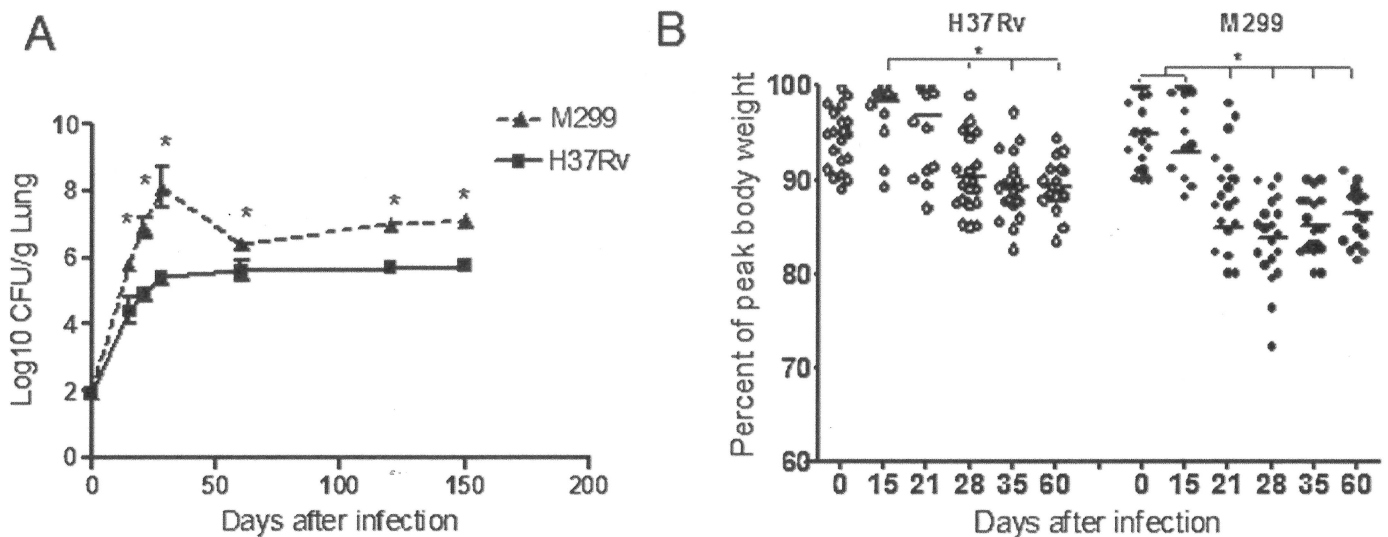 A
Log10 CFU/g Lung
10
8
6
4
2
0
* * * * * *
M299
H37Rv
0 50 100 150 200
Days after infection
B
H37Rv M299
* *
Percent of peak body weight
100
90
80
70
60
0 15 21 28 35 60 0 15 21 28 35 60
Days after infection